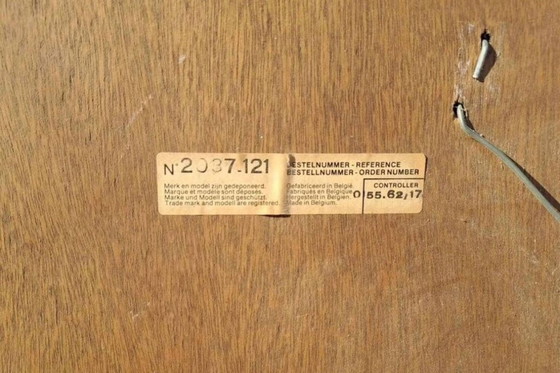 N° 2037.121
BESTELNUMMER - REFERENCE
BESTELLNUMMER - ORDER NUMBER
Merk en model zijn gedeponeerd.
Marque et modèle sont déposés.
Marke und Modell sind geschützt.
Trade mark and modell are registered.
Gefabriceerd in België.
Fabriqués en Belgique.
Hergestellt in Belgien.
Made in Belgium.
CONTROLLER
0 55.62/17